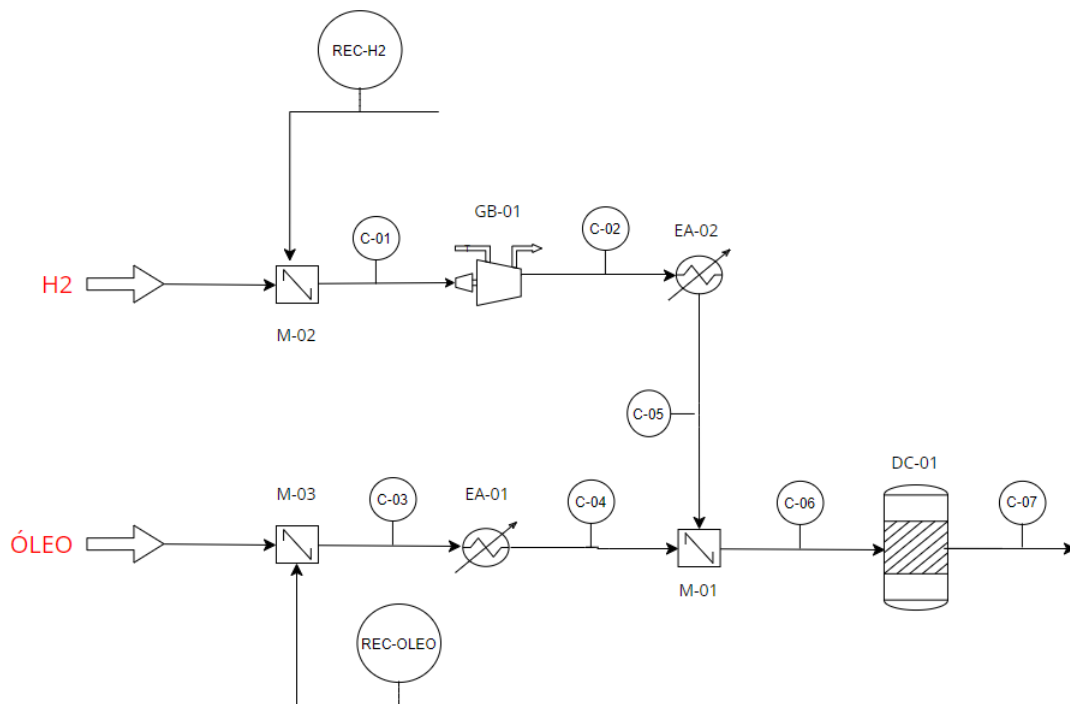 REC-H2
GB-01
C-01
C-02
EA-02
H2
M-02
C-05
DC-01
M-03
C-03
EA-01
C-04
C-06
C-07
ÓLEO
M-01
REC-OLEO